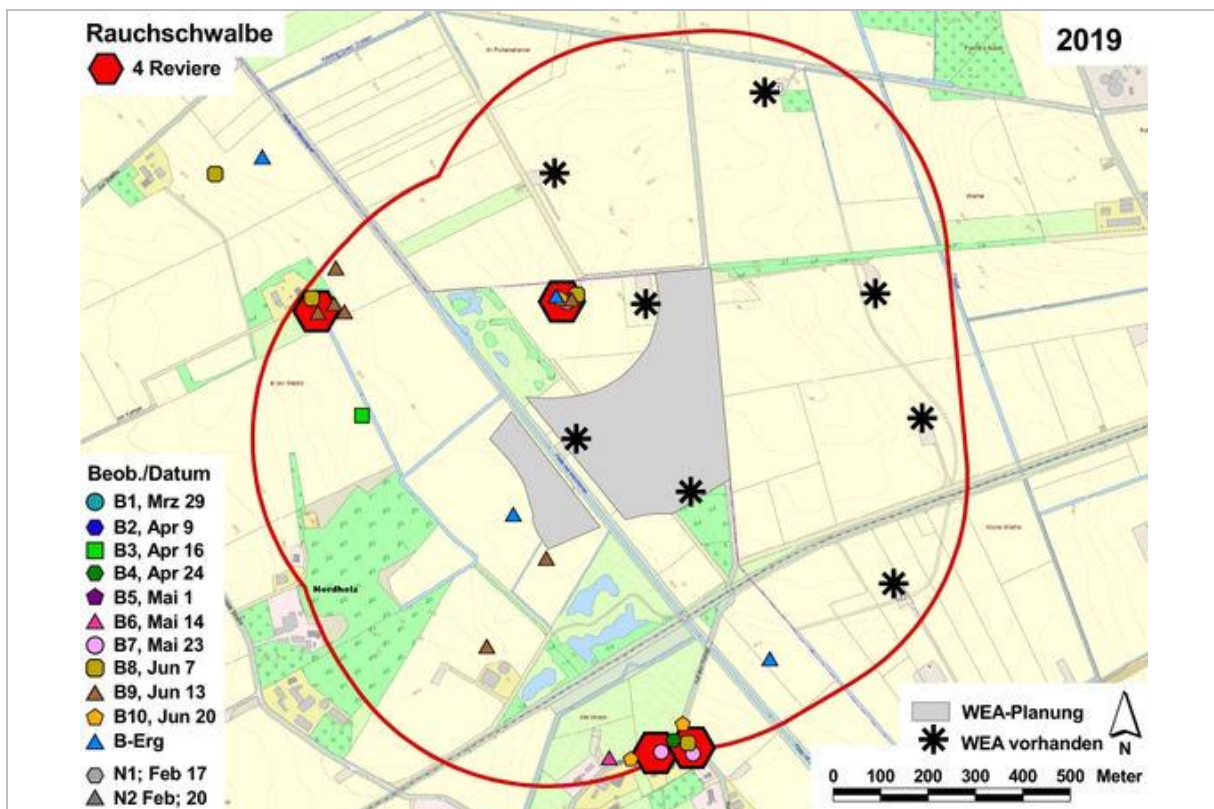 Rauchschwalbe
4 Reviere
2019
Nordholz
Beob./Datum
B1, Mrz 29
B2, Apr 9
B3, Apr 16
B4, Apr 24
B5, Mai 1
B6, Mai 14
B7, Mai 23
B8, Jun 7
B9, Jun 13
B10, Jun 20
B-Erg
N1; Feb 17
N2 Feb; 20
WEA-Planung
WEA vorhanden
N
0 100 200 300 400 500 Meter